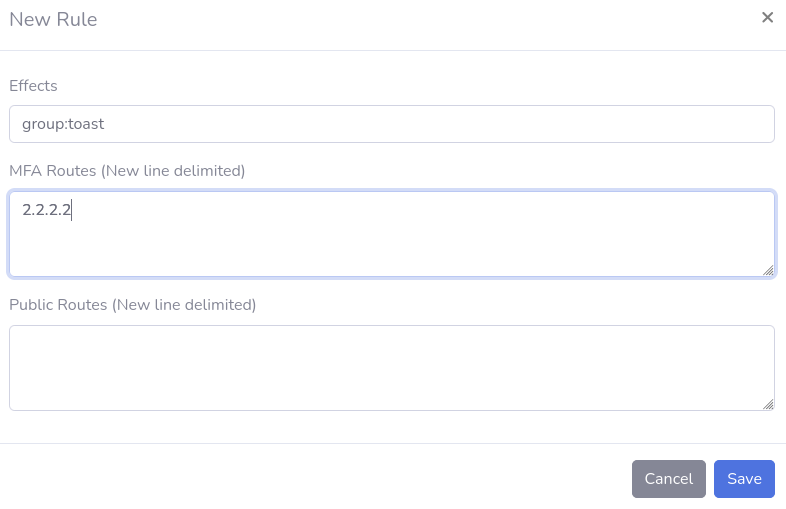 New Rule
×
Effects
group:toast
MFA Routes (New line delimited)
2.2.2.2
Public Routes (New line delimited)
Cancel Save